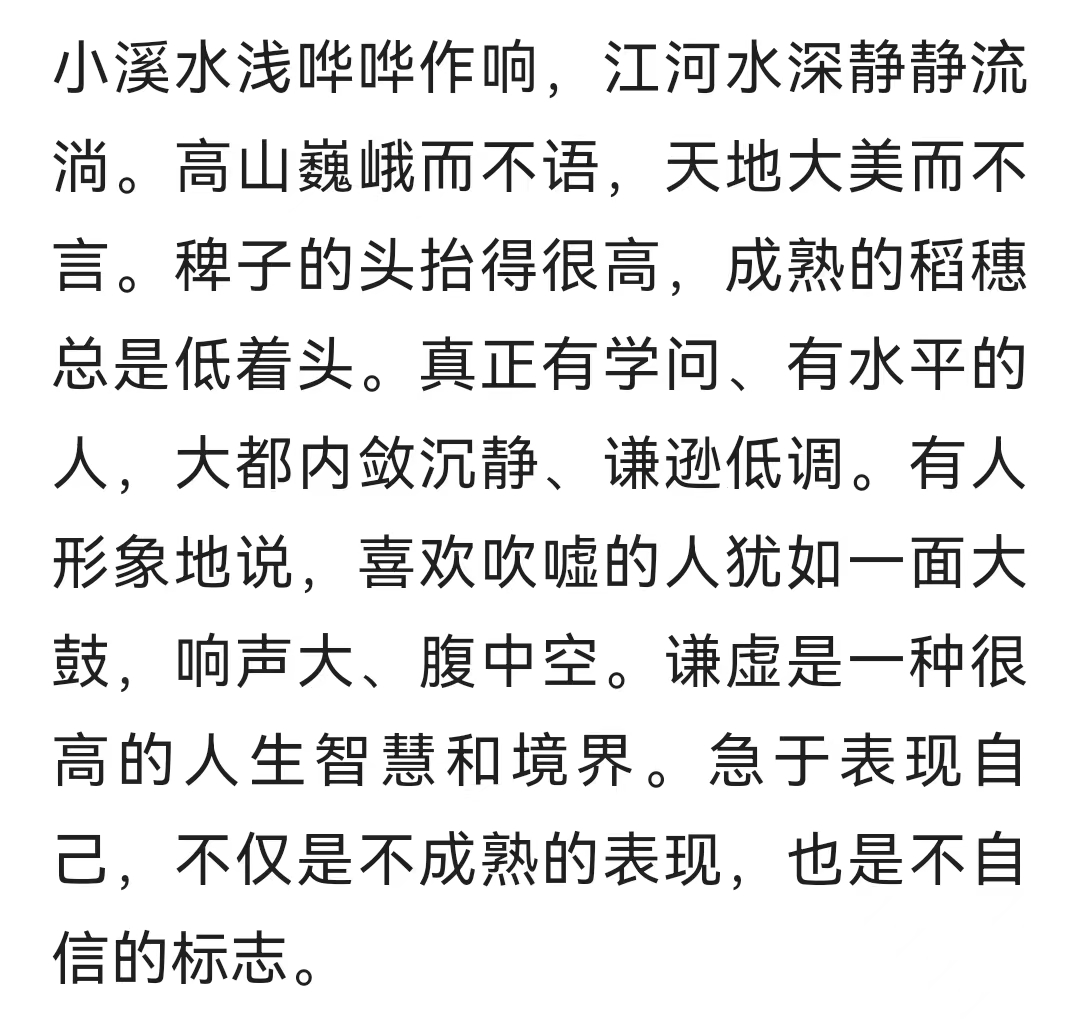 小溪水浅哗哗作响，江河水深静静流
淌。高山巍峨而不语，天地大美而不
言。稗子的头抬得很高，成熟的稻穗
总是低着头。真正有学问、有水平的
人，大都内敛沉静、谦逊低调。有人
形象地说，喜欢吹嘘的人犹如一面大
鼓，响声大、腹中空。谦虚是一种很
高的人生智慧和境界。急于表现自
己，不仅是不成熟的表现，也是不自
信的标志。